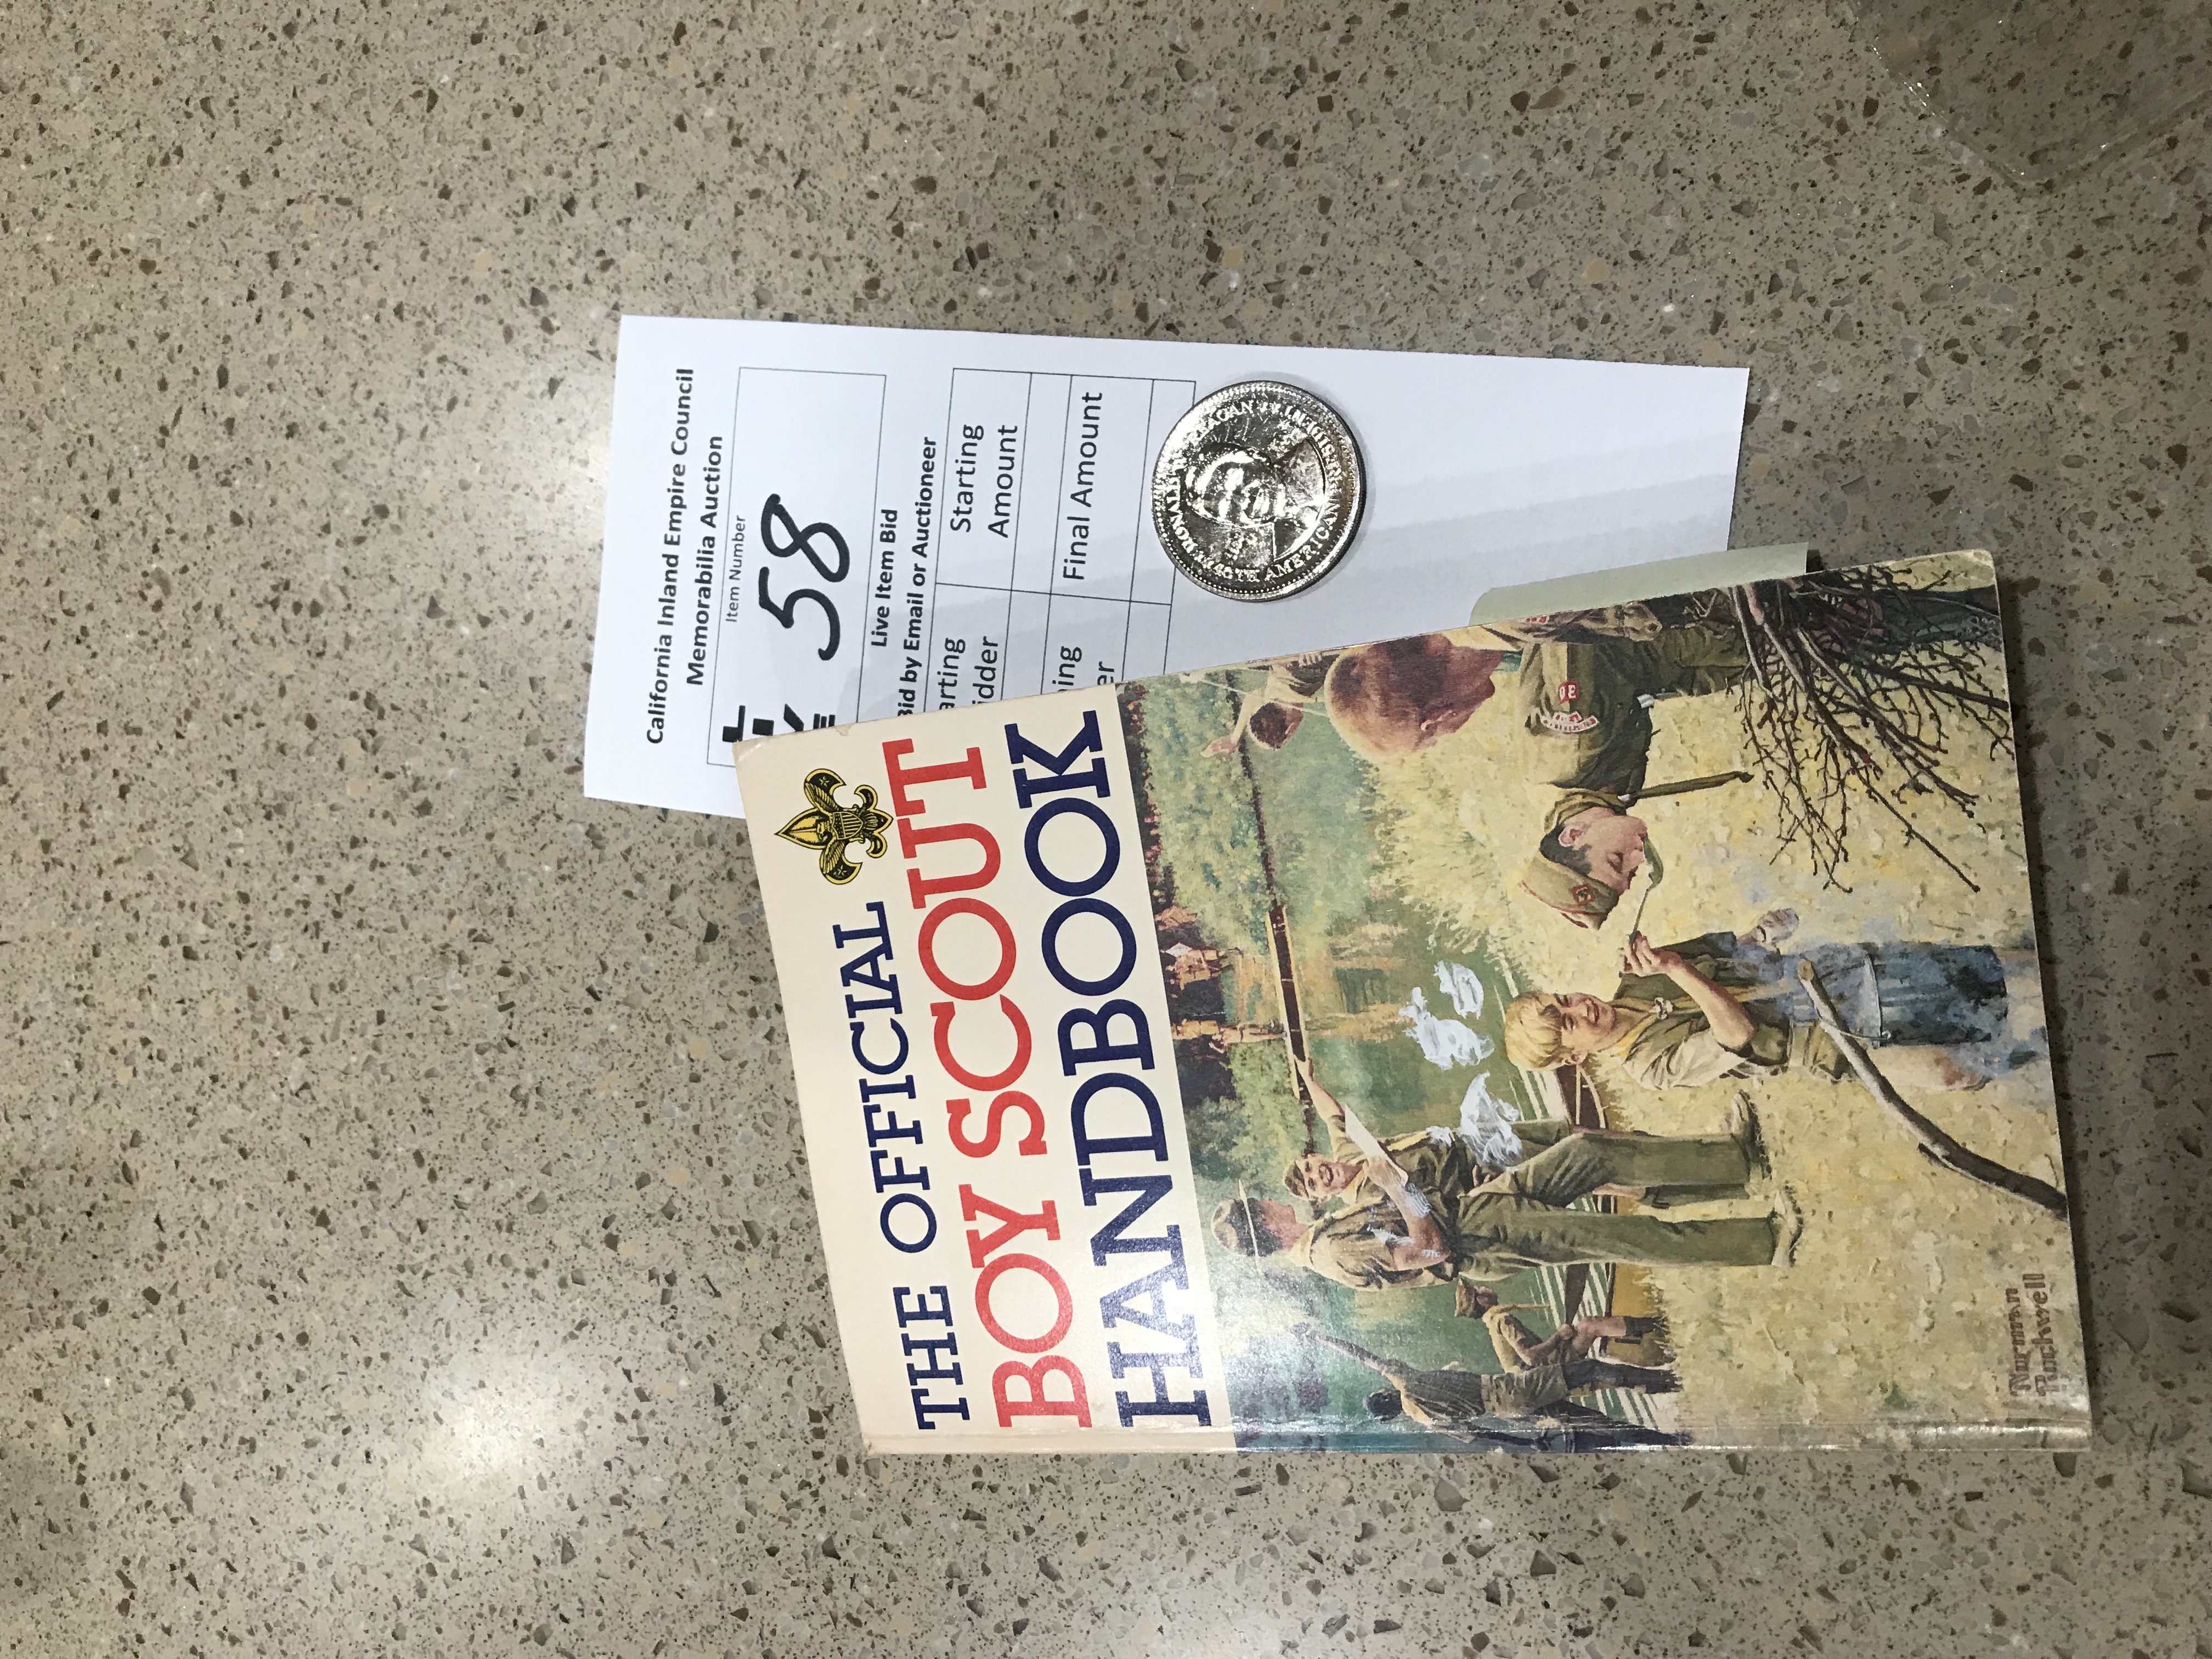 California Inland Empire Council
Memorabilia Auction
Item Number
58
Live Item Bid
Bid by Email or Auctioneer
Starting
Amount
Final Amount
THE OFFICIAL
BOY SCOUT
HANDBOOK
Norman
Rockwell